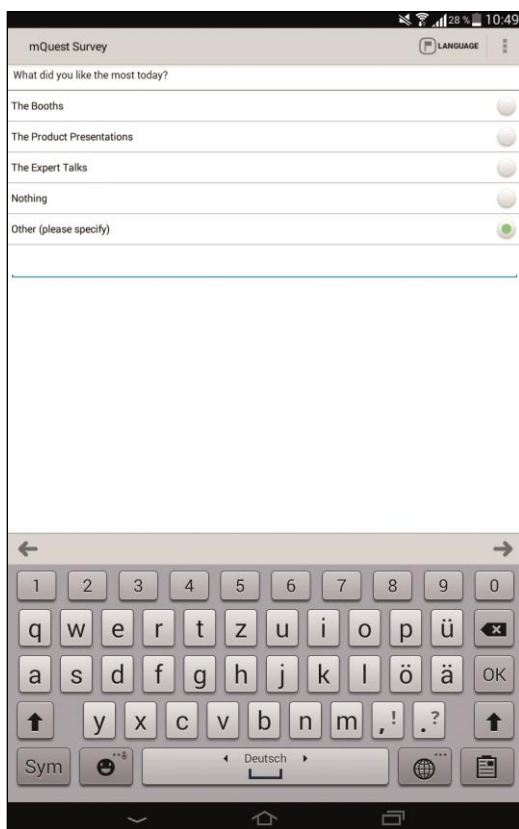 28 % 10:49
mQuest Survey LANGUAGE
What did you like the most today?
The Booths
The Product Presentations
The Expert Talks
Nothing
Other (please specify)
1 2 3 4 5 6 7 8 9 0
q w e r t z u i o p ü
a s d f g h j k l ö ä OK
y x c v b n m , ! . ?
Sym Deutsch